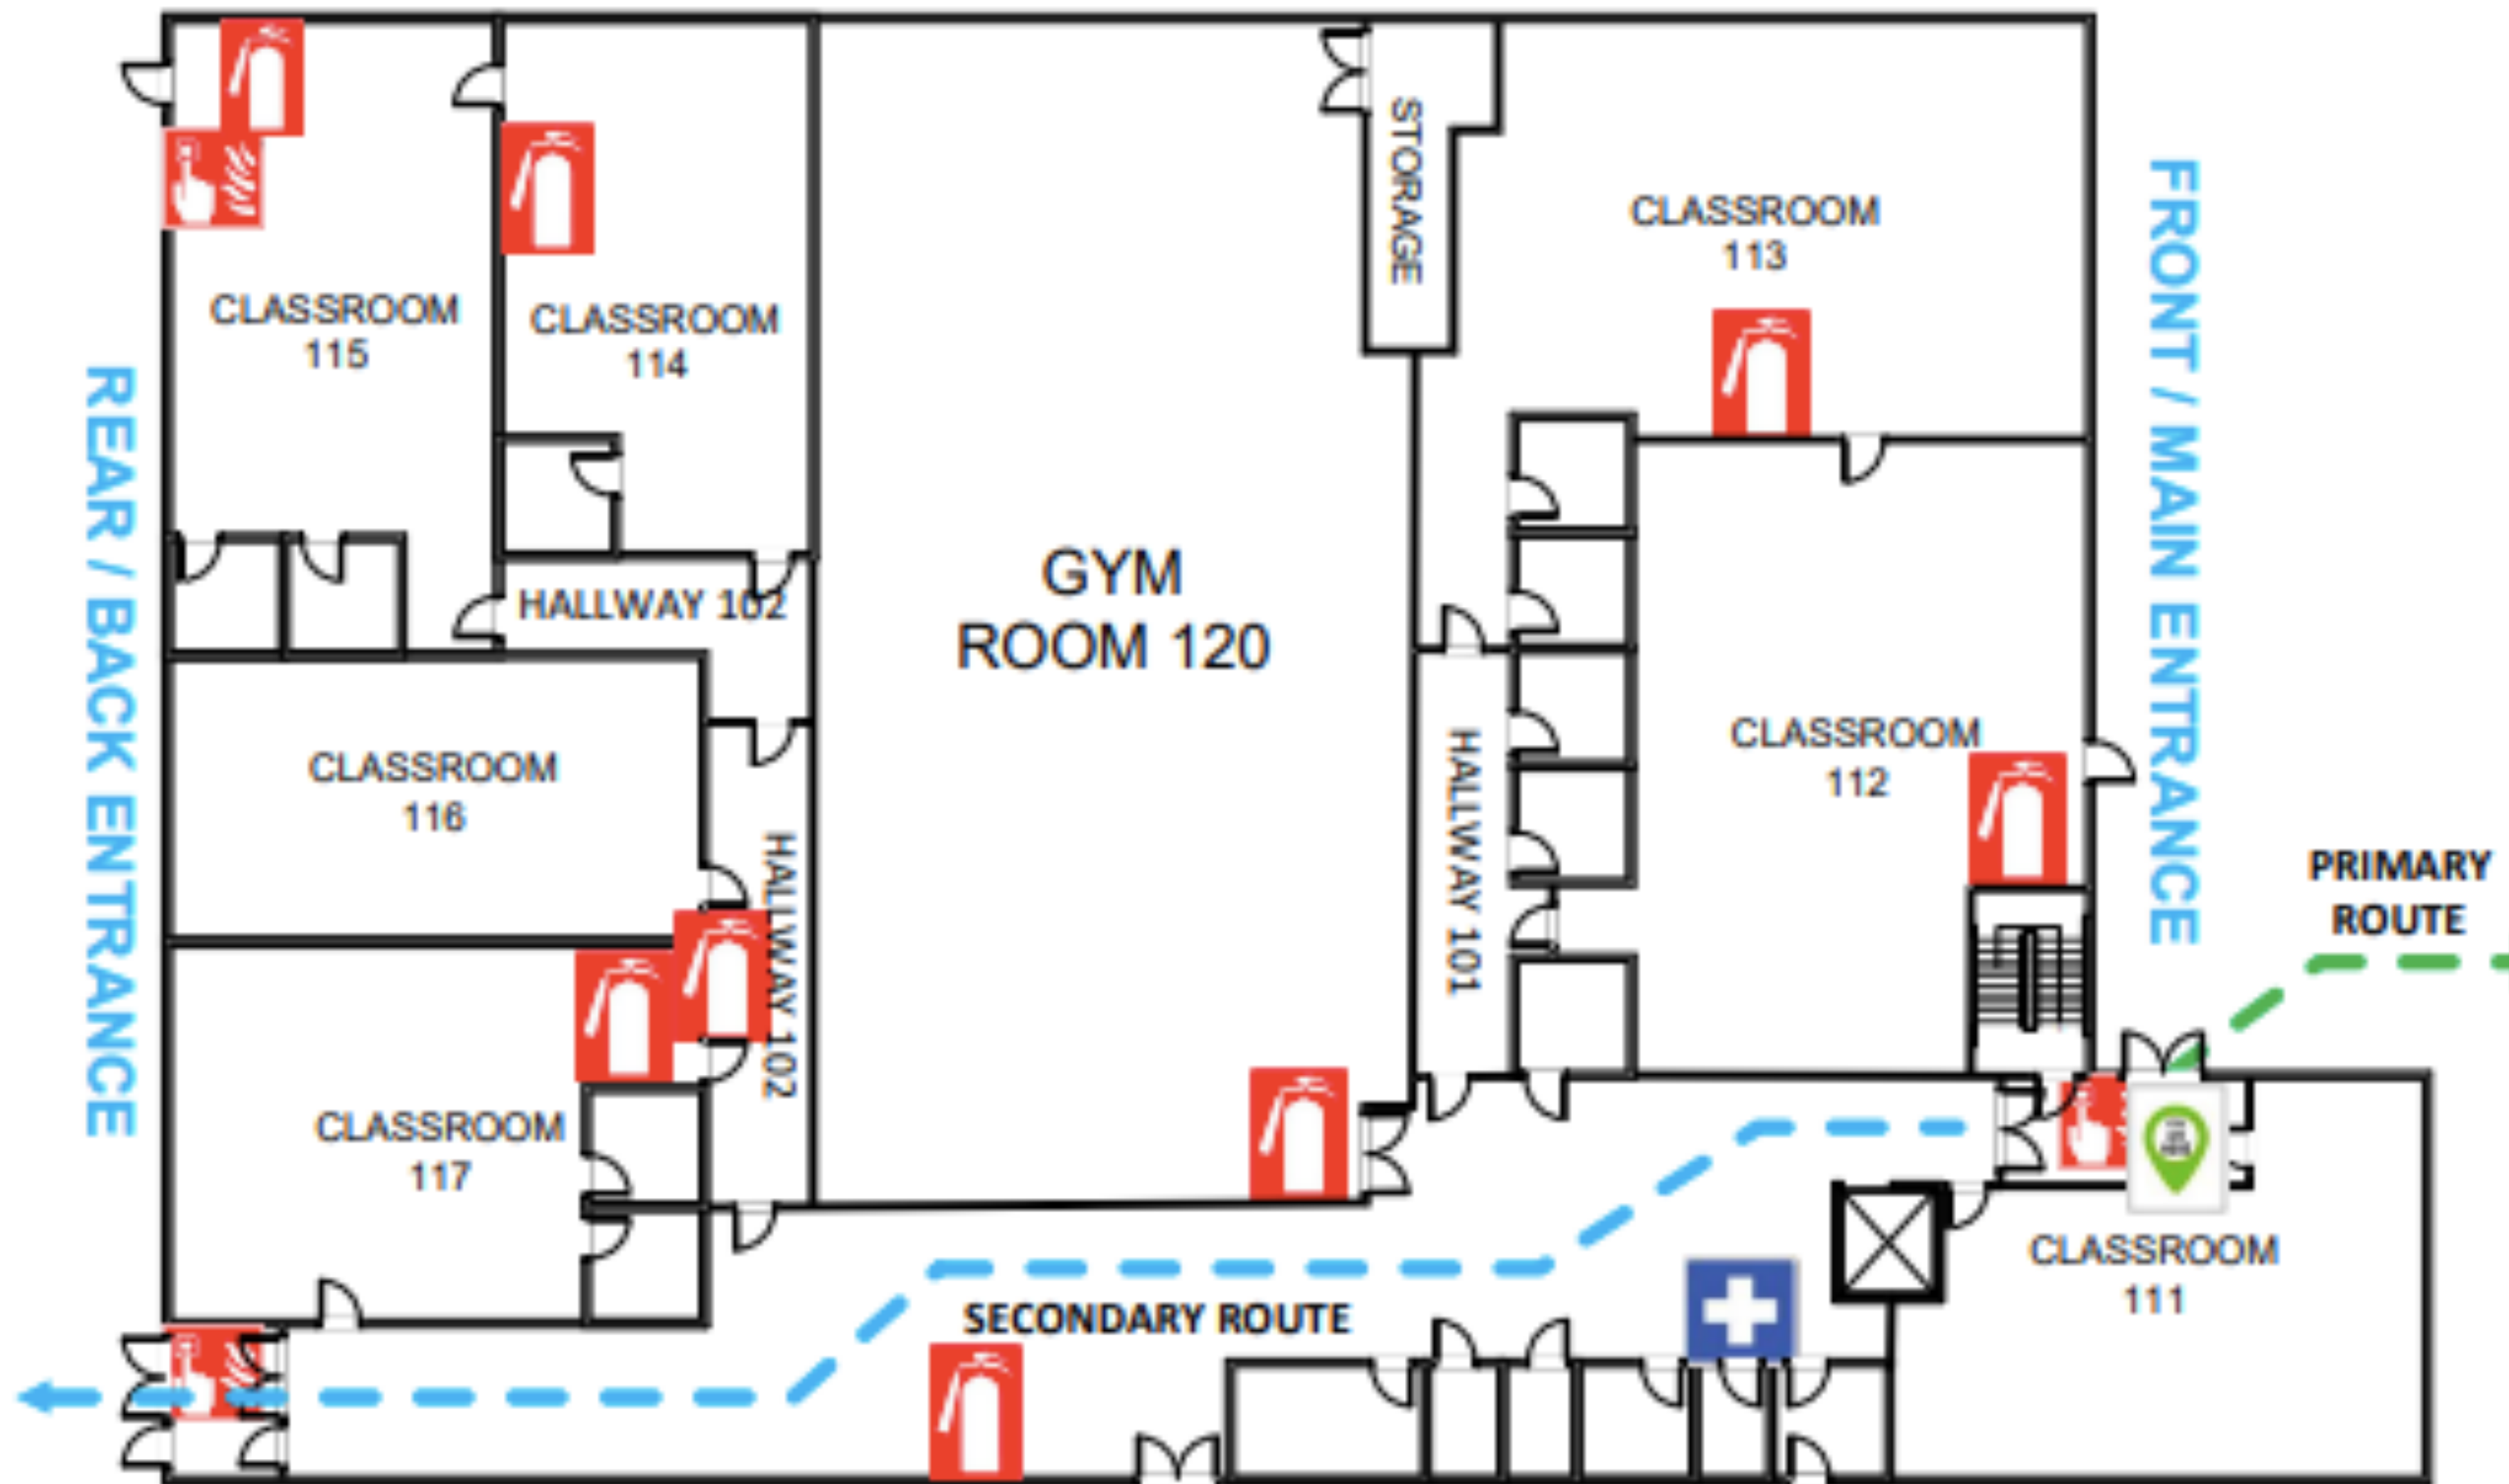 STORAGE
CLASSROOM
113
FRONT / MAIN ENTRANCE
CLASSROOM
115
CLASSROOM
114
REAR / BACK ENTRANCE
GYM
ROOM 120
HALLWAY 102
CLASSROOM
116
HALLWAY 102
HALLWAY 101
CLASSROOM
112
PRIMARY
ROUTE
CLASSROOM
117
CLASSROOM
111
SECONDARY ROUTE